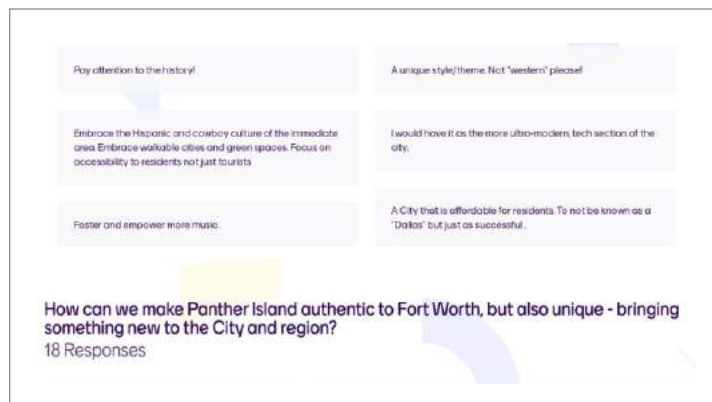 Pay attention to the history!
A unique style/theme. Not "western" please!
Embrace the Hispanic and cowboy culture of the immediate
area. Embrace walkable cities and green spaces. Focus on
accessibility to residents not just tourists
I would have it as the more ultra-modern, tech section of the
city.
Foster and empower more music.
A City that is affordable for residents. To not be known as a
"Dallas" but just as successful .
How can we make Panther Island authentic to Fort Worth, but also unique - bringing
something new to the City and region?
18 Responses